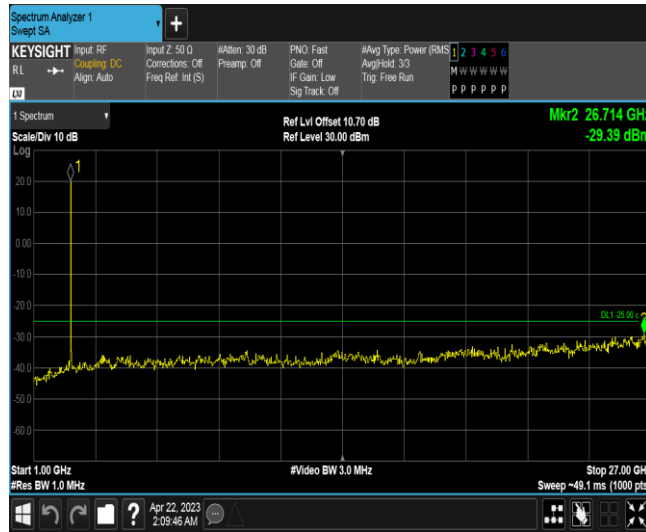 Spectrum Analyzer 1
Swept SA
+
KEYSIGHT
RL
LXI
Input: RF
Coupling: DC
Align: Auto
Input Z: 50 Ω
Corrections: Off
Freq Ref: Int (S)
#Atten: 30 dB
Preamp: Off
PNO: Fast
Gate: Off
IF Gain: Low
Sig Track: Off
#Avg Type: Power (RMS
Avg|Hold: 3/3
Trig: Free Run
1 2 3 4 5 6
M W W W W W
P P P P P P
1 Spectrum
Scale/Div 10 dB
Log
Ref Lvl Offset 10.70 dB
Ref Level 30.00 dBm
Mkr2 26.714 GHz
-29.39 dBm
1
20.0
10.0
0.00
-10.0
-20.0
DL1 -25.00 c
-30.0
-40.0
-50.0
-60.0
Start 1.00 GHz
#Res BW 1.0 MHz
#Video BW 3.0 MHz
Stop 27.00 GHz
Sweep ~49.1 ms (1000 pts)
?
Apr 22, 2023
2:09:46 AM